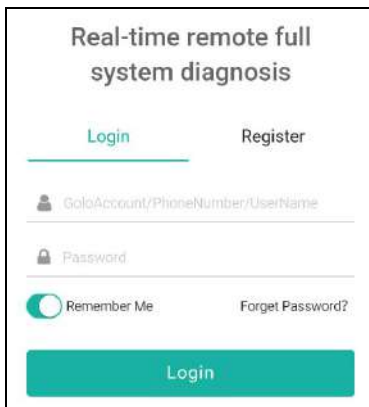 Real-time remote full
system diagnosis
Login Register
GoloAccount/PhoneNumber/UserName
Password
Remember Me Forget Password?
Login